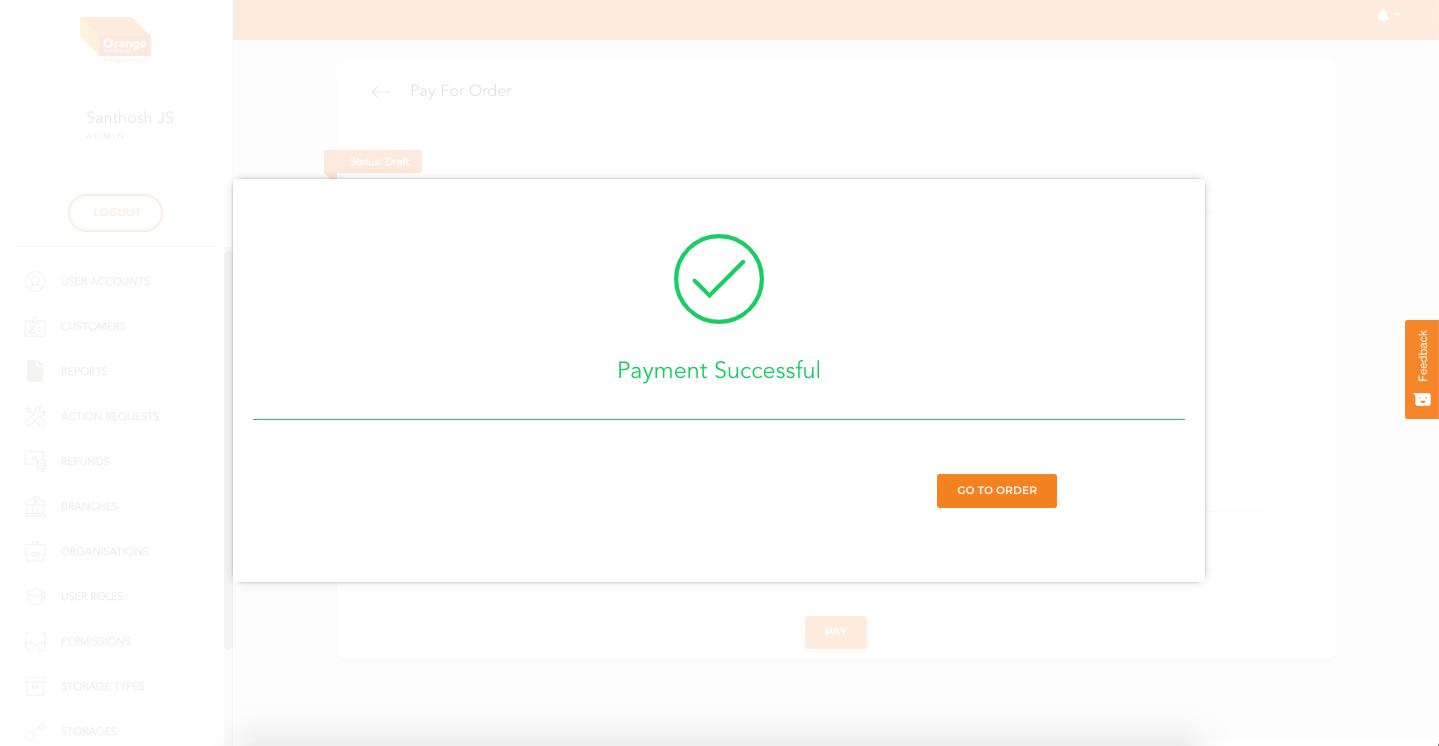 Orange
Santhosh JS
ADMIN
LOGOUT
USER ACCOUNTS
CUSTOMERS
REPORTS
ACTION REQUESTS
REFUNDS
BRANCHES
ORGANISATIONS
USER ROLES
PERMISSIONS
STORAGE TYPES
STORAGES
Pay For Order
Status: Draft
Payment Successful
GO TO ORDER
PAY
Feedback